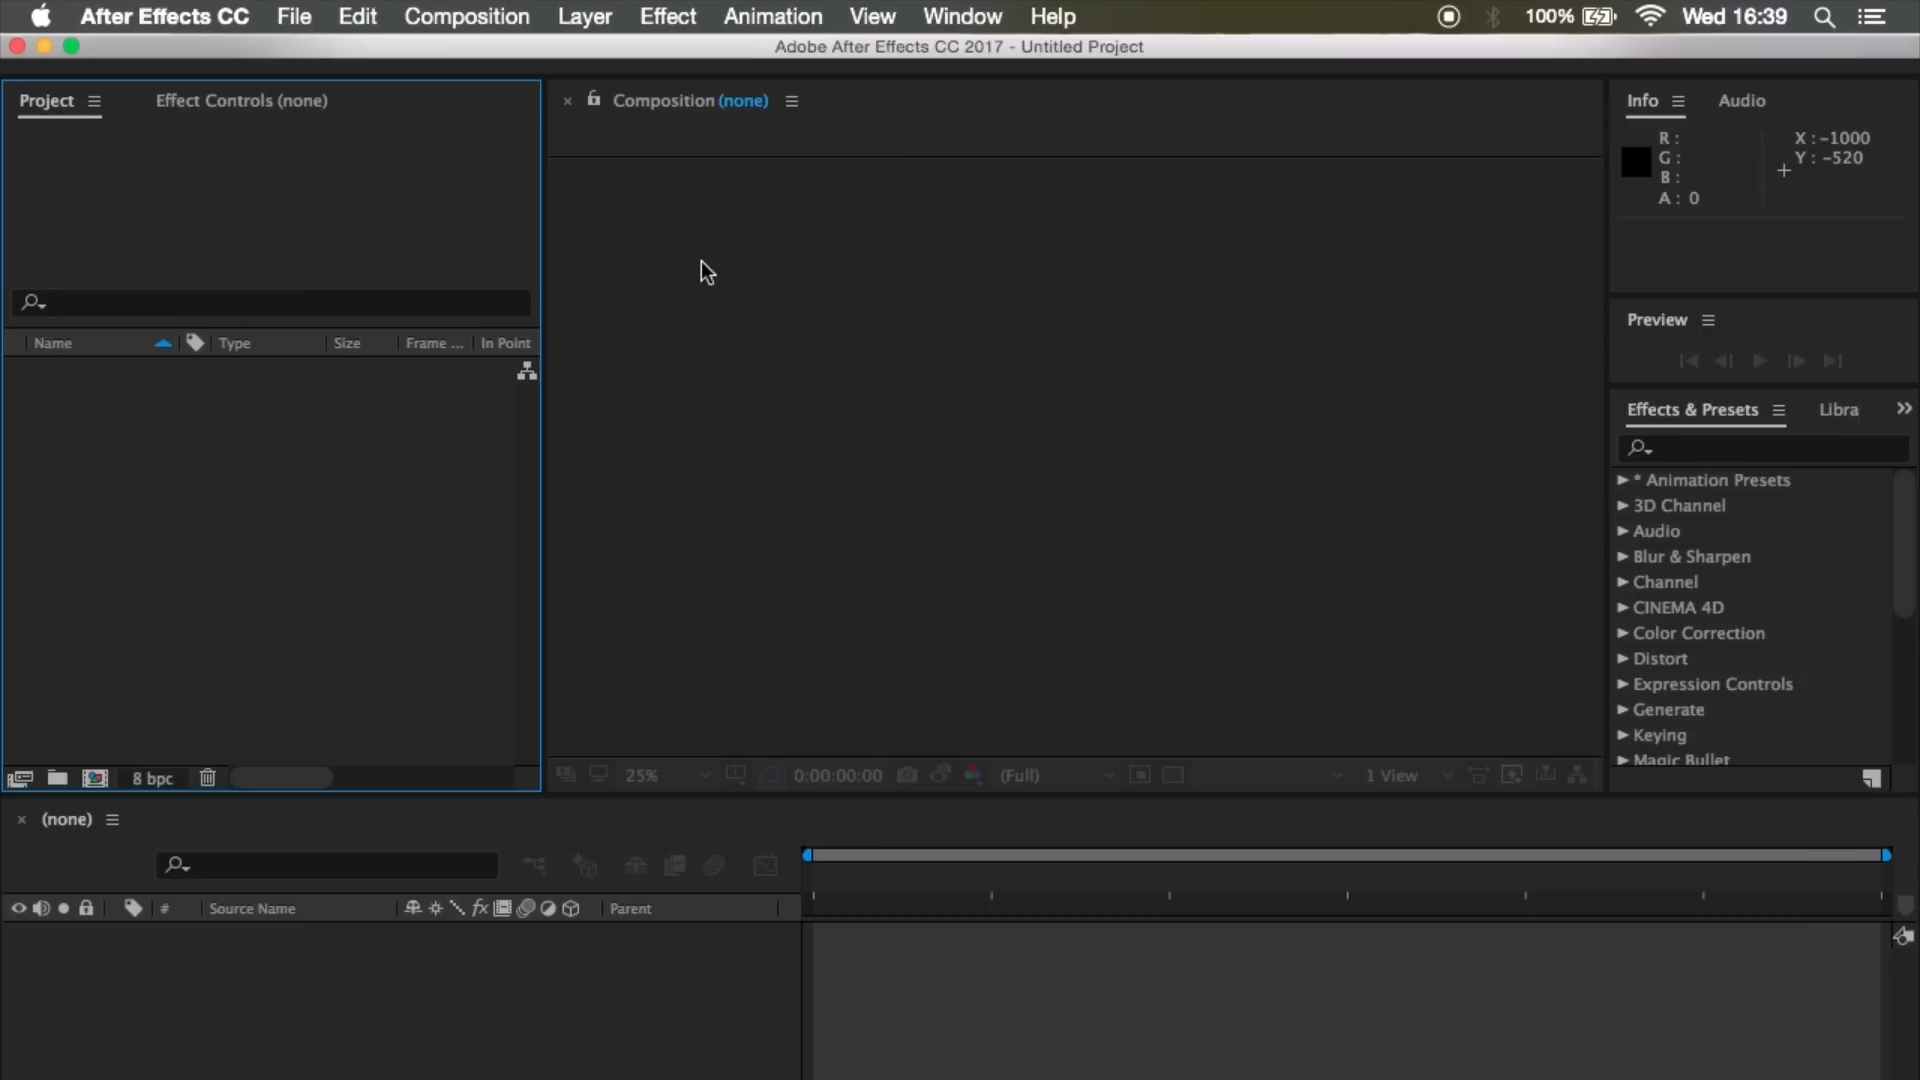 After Effects CC File Edit Composition Layer Effect Animation View Window Help 100% Wed 16:39
Adobe After Effects CC 2017 - Untitled Project
Project Effect Controls (none)
Name Type Size Frame ... In Point
8 bpc
× Composition (none)
25% 0:00:00:00 (Full) 1 View
Info Audio
R :
G :
B :
A : 0
X : -1000
Y : -520
Preview
Effects & Presets Libra
* Animation Presets
3D Channel
Audio
Blur & Sharpen
Channel
CINEMA 4D
Color Correction
Distort
Expression Controls
Generate
Keying
Magic Bullet
× (none)
# Source Name fx Parent